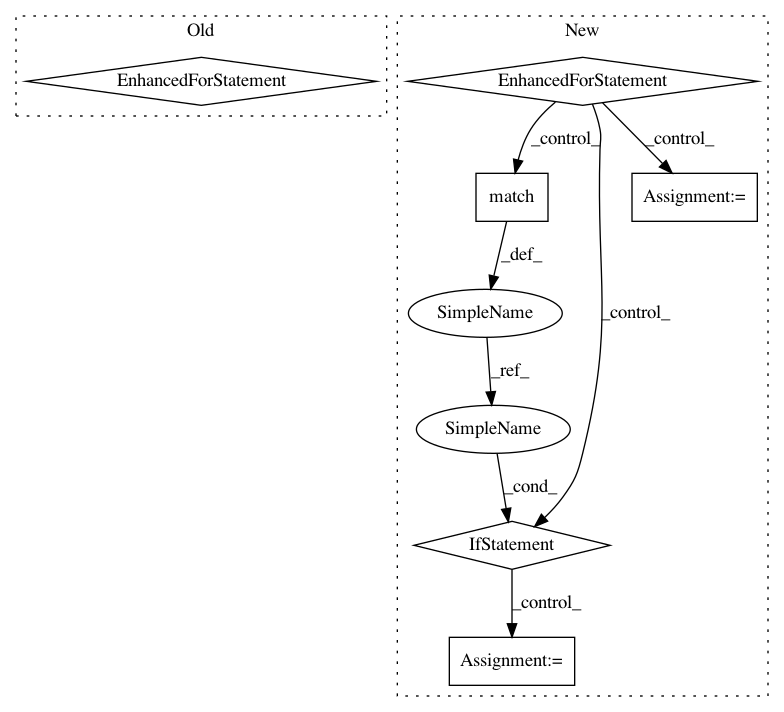 Old
New
EnhancedForStatement
EnhancedForStatement
_control_
_control_
match
Assignment:=
_def_
SimpleName
_control_
_ref_
SimpleName
_cond_
IfStatement
_control_
Assignment:=